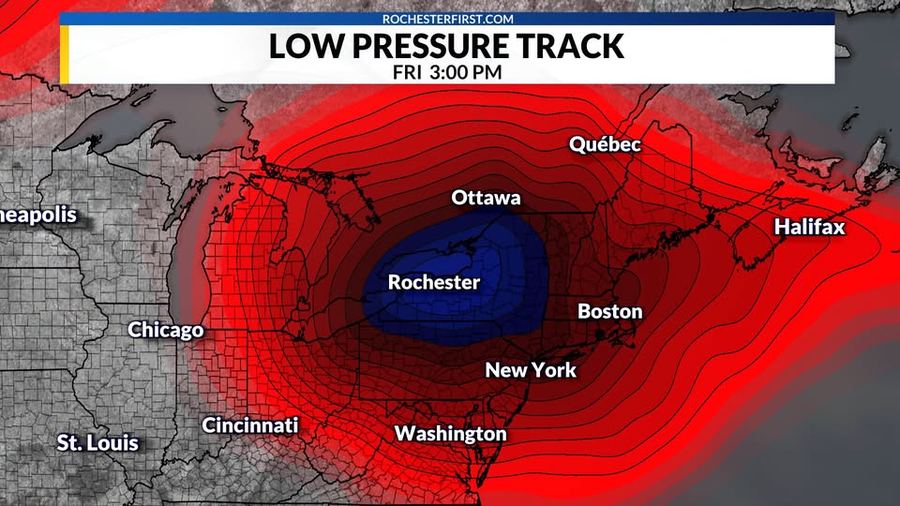 ROCHESTERFIRST.COM
LOW PRESSURE TRACK
FRI 3:00 PM
Québec
Ottawa
neapolis
Halifax
Rochester
Boston
Chicago
New York
Cincinnati
Washington
St. Louis